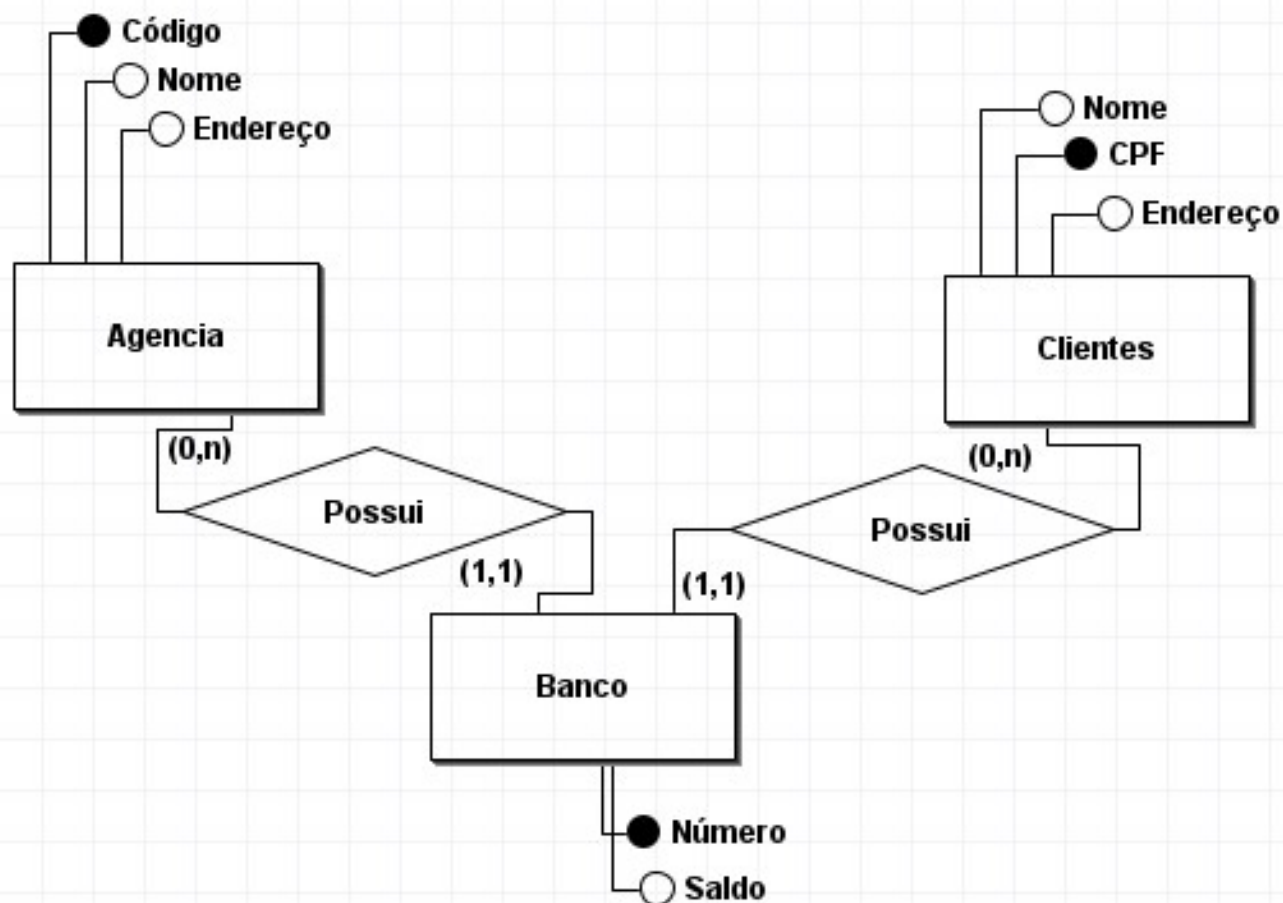 Código
Nome
Endereço
Nome
CPF
Endereço
Agencia
Clientes
(0,n)
(0,n)
Possui
Possui
(1,1)
(1,1)
Banco
Número
Saldo